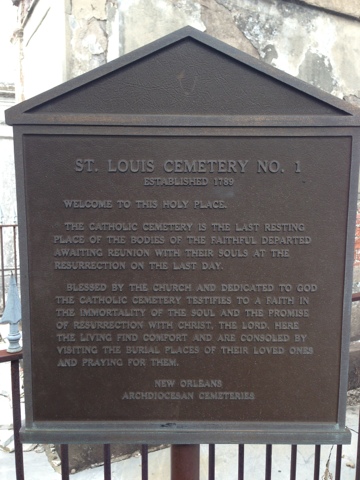 ST. LOUIS CEMETERY NO. 1
ESTABLISHED 1789
WELCOME TO THIS HOLY PLACE.
THE CATHOLIC CEMETERY IS THE LAST RESTING
PLACE OF THE BODIES OF THE FAITHFUL DEPARTED
AWAITING REUNION WITH THEIR SOULS AT THE
RESURRECTION ON THE LAST DAY.
BLESSED BY THE CHURCH AND DEDICATED TO GOD
THE CATHOLIC CEMETERY TESTIFIES TO A FAITH IN
THE IMMORTALITY OF THE SOUL AND THE PROMISE
OF RESURRECTION WITH CHRIST, THE LORD. HERE
THE LIVING FIND COMFORT AND ARE CONSOLED BY
VISITING THE BURIAL PLACES OF THEIR LOVED ONES
AND PRAYING FOR THEM.
NEW ORLEANS
ARCHDIOCESAN CEMETERIES